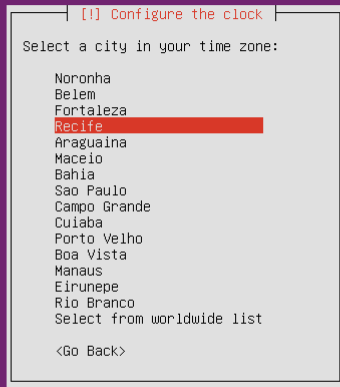 [!] Configure the clock
Select a city in your time zone:
Noronha
Belem
Fortaleza
Recife
Araguaina
Maceio
Bahia
Sao Paulo
Campo Grande
Cuiaba
Porto Velho
Boa Vista
Manaus
Eirunepe
Rio Branco
Select from worldwide list
<Go Back>